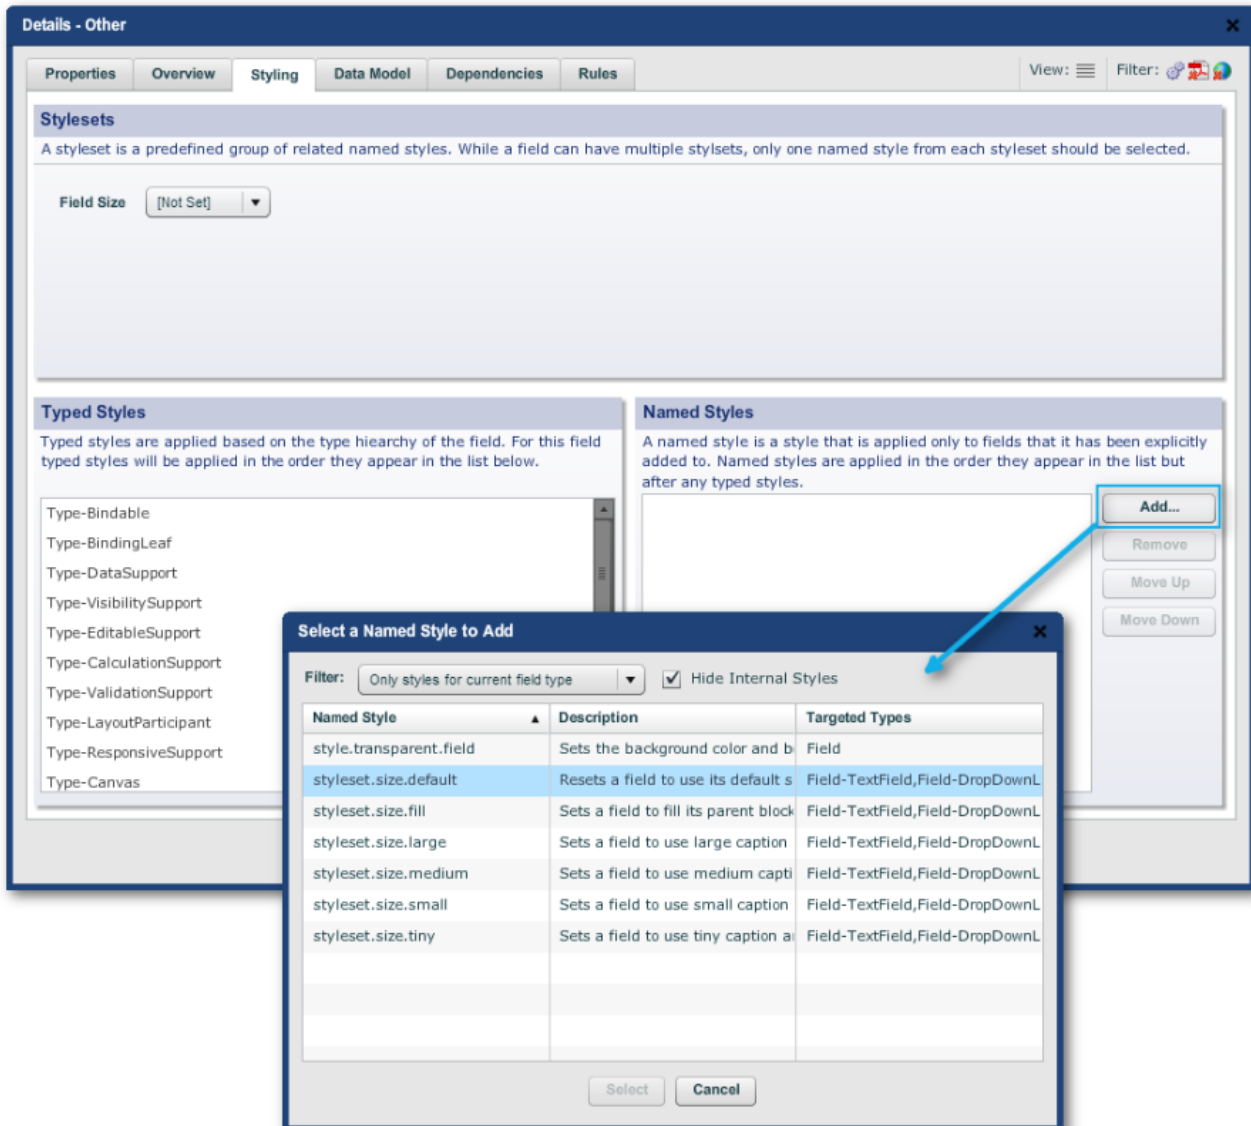 Details - Other
Properties Overview Styling Data Model Dependencies Rules View: Filter:
Stylesets
A styleset is a predefined group of related named styles. While a field can have multiple stylsets, only one named style from each styleset should be selected.
Field Size [Not Set]
Typed Styles
Typed styles are applied based on the type hiearchy of the field. For this field
typed styles will be applied in the order they appear in the list below.
Type-Bindable
Type-BindingLeaf
Type-DataSupport
Type-VisibilitySupport
Type-EditableSupport
Type-CalculationSupport
Type-ValidationSupport
Type-LayoutParticipant
Type-ResponsiveSupport
Type-Canvas
Named Styles
A named style is a style that is applied only to fields that it has been explicitly
added to. Named styles are applied in the order they appear in the list but
after any typed styles.
Add...
Remove
Move Up
Move Down
Select a Named Style to Add
Filter: Only styles for current field type Hide Internal Styles
Named Style Description Targeted Types
style.transparent.field Sets the background color and b Field
styleset.size.default Resets a field to use its default s Field-TextField,Field-DropDownL
styleset.size.fill Sets a field to fill its parent block Field-TextField,Field-DropDownL
styleset.size.large Sets a field to use large caption Field-TextField,Field-DropDownL
styleset.size.medium Sets a field to use medium capti Field-TextField,Field-DropDownL
styleset.size.small Sets a field to use small caption Field-TextField,Field-DropDownL
styleset.size.tiny Sets a field to use tiny caption a Field-TextField,Field-DropDownL
Select Cancel